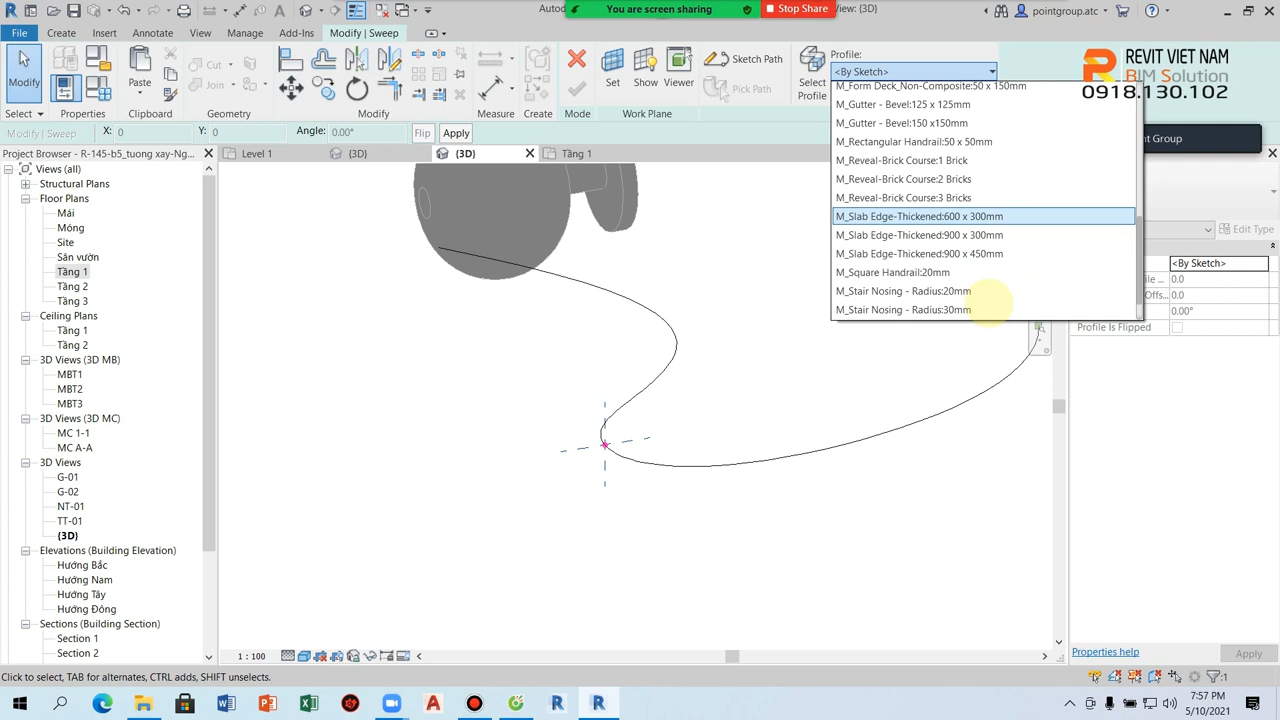 Autod
You are screen sharing
Stop Share
View: {3D}
pointgroup.atc
File
Create
Insert
Annotate
View
Manage
Add-Ins
Modify | Sweep
Modify
Cut
Join
Paste
Set
Show
Viewer
Sketch Path
Pick Path
Select
Profile
Profile:
<By Sketch>
REVIT VIET NAM
BIM Solution
0918.130.102
Select
Properties
Clipboard
Geometry
Modify
Measure
Create
Mode
Work Plane
Modify | Sweep
X: 0
Y: 0
Angle: 0.00°
Flip
Apply
nt Group
M_Form Deck_Non-Composite:50 x 150mm
M_Gutter - Bevel:125 x 125mm
M_Gutter - Bevel:150 x150mm
M_Rectangular Handrail:50 x 50mm
M_Reveal-Brick Course:1 Brick
M_Reveal-Brick Course:2 Bricks
M_Reveal-Brick Course:3 Bricks
M_Slab Edge-Thickened:600 x 300mm
M_Slab Edge-Thickened:900 x 300mm
M_Slab Edge-Thickened:900 x 450mm
M_Square Handrail:20mm
M_Stair Nosing - Radius:20mm
M_Stair Nosing - Radius:30mm
Project Browser - R-145-b5_tuong xay-Ng...
Level 1
{3D}
{3D}
Tầng 1
Views (all)
Structural Plans
Floor Plans
Mái
Móng
Site
Sân vườn
Tầng 1
Tầng 2
Tầng 3
Ceiling Plans
Tầng 1
Tầng 2
3D Views (3D MB)
MBT1
MBT2
MBT3
3D Views (3D MC)
MC 1-1
MC A-A
3D Views
G-01
G-02
NT-01
TT-01
{3D}
Elevations (Building Elevation)
Hướng Bắc
Hướng Nam
Hướng Tây
Hướng Đông
Sections (Building Section)
Section 1
Section 2
Edit Type
<By Sketch>
ile ...
0.0
Offs...
0.0
0.00°
Profile Is Flipped
Properties help
Apply
1 : 100
Click to select, TAB for alternates, CTRL adds, SHIFT unselects.
:1
7:57 PM
5/10/2021